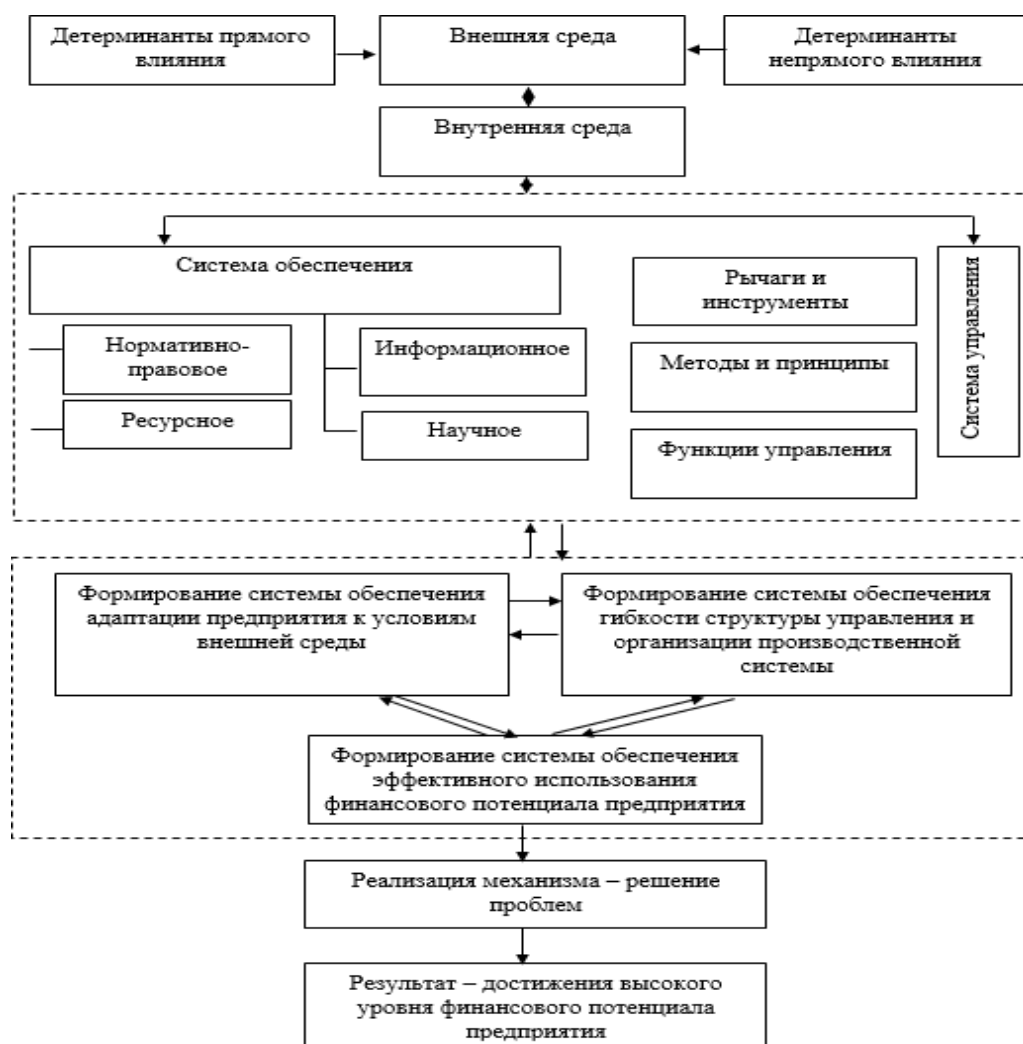 Детерминанты прямого
влияния
Внешняя среда
Детерминанты
непрямого влияния
Внутренняя среда
Система обеспечения
Нормативно-
правовое
Ресурсное
Информационное
Научное
Рычаги и
инструменты
Методы и принципы
Функции управления
Система управления
Формирование системы обеспечения
адаптации предприятия к условиям
внешней среды
Формирование системы обеспечения
гибкости структуры управления и
организации производственной
системы
Формирование системы обеспечения
эффективного использования
финансового потенциала предприятия
Реализация механизма – решение
проблем
Результат – достижения высокого
уровня финансового потенциала
предприятия